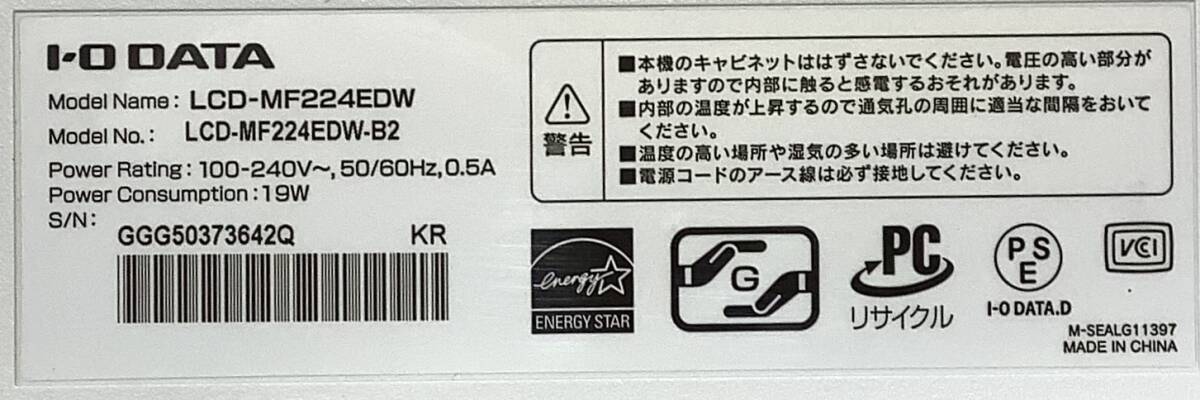 I-O DATA
Model Name: LCD-MF224EDW
Model No.: LCD-MF224EDW-B2
Power Rating: 100-240V～, 50/60Hz, 0.5A
Power Consumption: 19W
S/N:
GGG50373642Q KR
警告
■本機のキャビネットははずさないでください。電圧の高い部分が
ありますので内部に触ると感電するおそれがあります。
■内部の温度が上昇するので通気孔の周囲に適当な間隔をおいて
ください。
■温度の高い場所や湿気の多い場所は避けてください。
■電源コードのアース線は必ず接地してください。
energy
ENERGY STAR
G
PC
リサイクル
PS
E
I-O DATA.D
VCI
M-SEALG11397
MADE IN CHINA